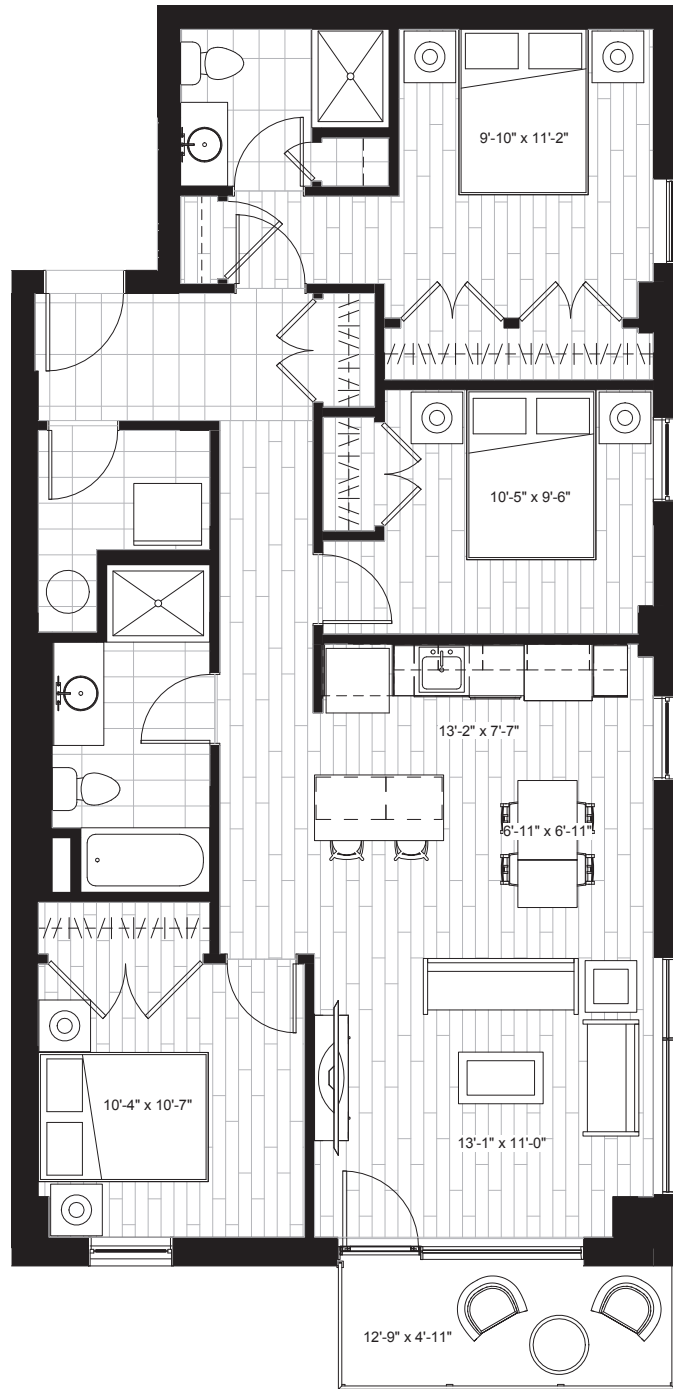 9'-10" x 11'-2"
10'-5" x 9'-6"
13'-2" x 7'-7"
6'-11" x 6'-11"
10'-4" x 10'-7"
13'-1" x 11'-0"
12'-9" x 4'-11"